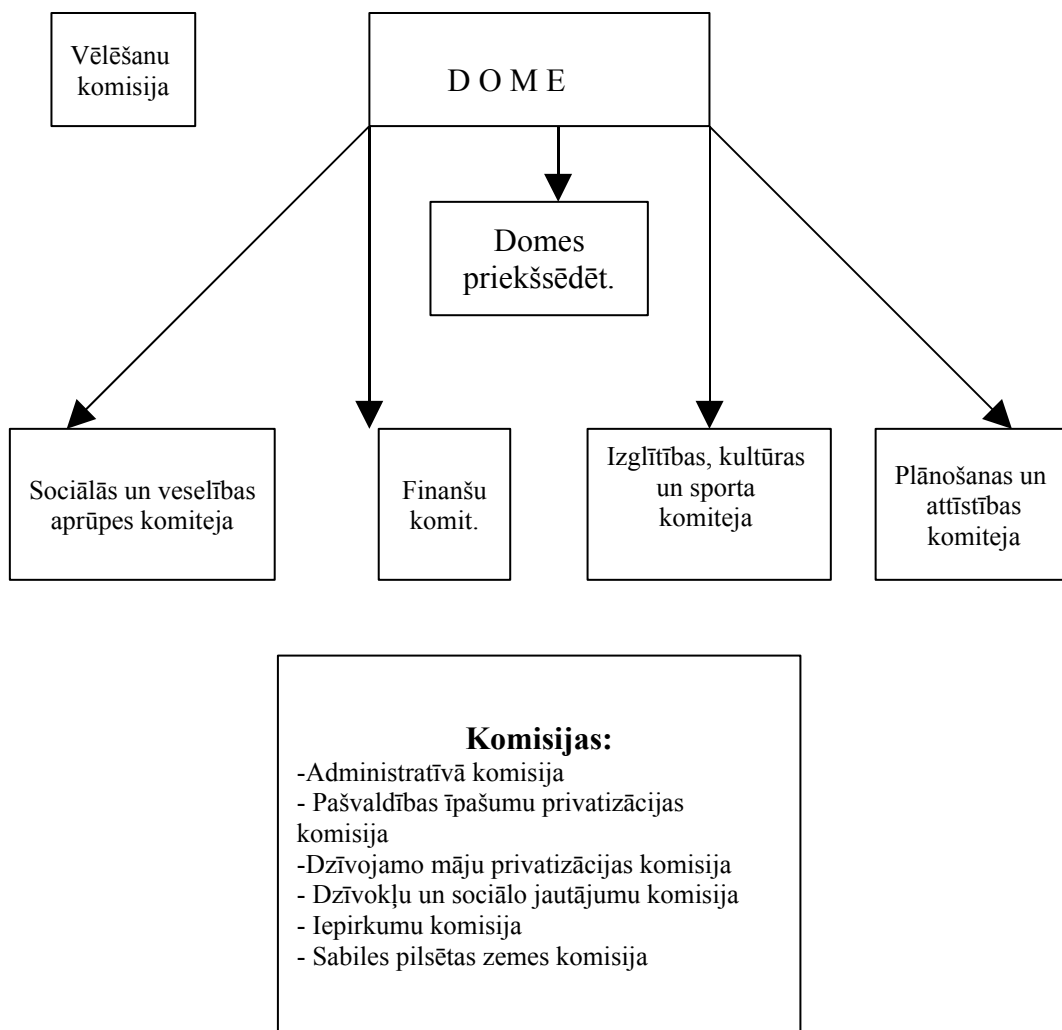 Vēlēšanu
komisija
D O M E
Domes
priekšsēdēt.
Sociālās un veselības
aprūpes komiteja
Finanšu
komit.
Izglītības, kultūras
un sporta
komiteja
Plānošanas un
attīstības
komiteja
Komisijas:
-Administratīvā komisija
- Pašvaldības īpašumu privatizācijas
komisija
-Dzīvojamo māju privatizācijas komisija
- Dzīvokļu un sociālo jautājumu komisija
- Iepirkumu komisija
- Sabiles pilsētas zemes komisija